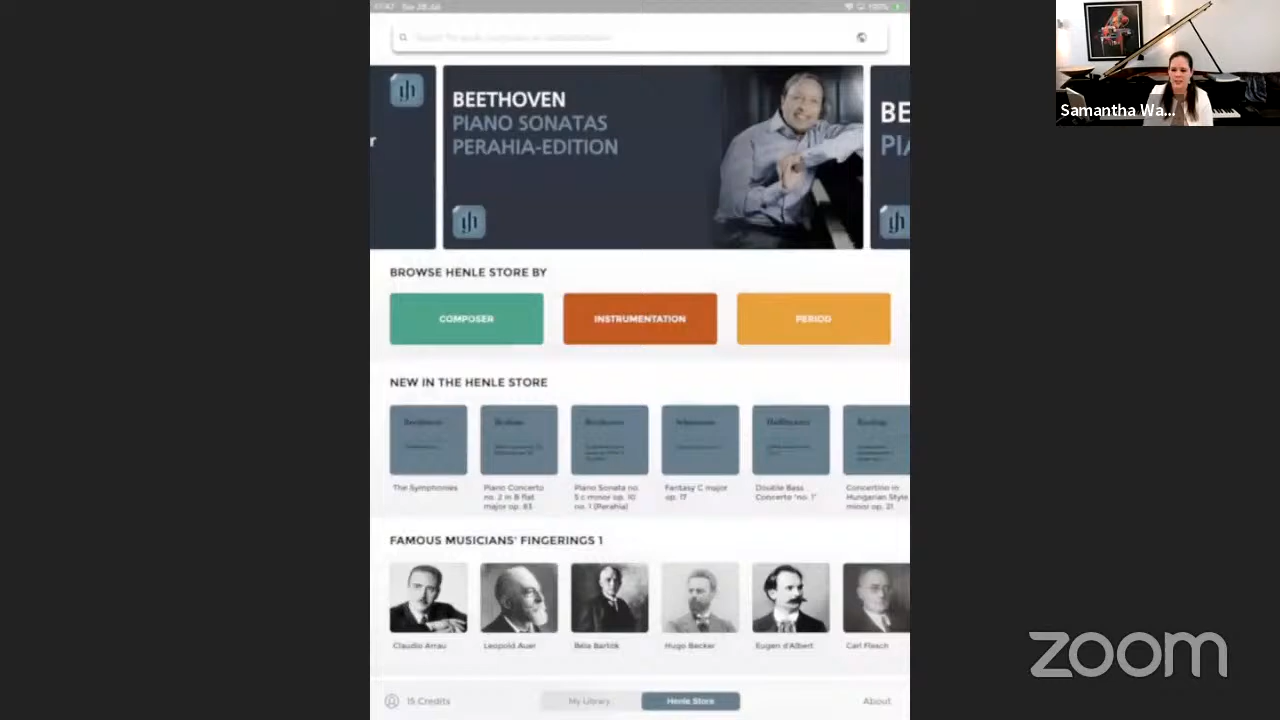 Samantha Wa...
BEETHOVEN
PIANO SONATAS
PERAHIA-EDITION
BE
PI
BROWSE HENLE STORE BY
COMPOSER
INSTRUMENTATION
PERIOD
NEW IN THE HENLE STORE
The Symphonies
Piano Concerto
no. 2 in B flat
major op. 83
Piano Sonata no.
5 c minor op. 10
no. 1 (Perahia)
Fantasy C major
op. 17
Double Bass
Concerto "no. 1"
Concertino in
Hungarian Style
minor op. 21
FAMOUS MUSICIANS' FINGERINGS 1
Claudio Arrau
Leopold Auer
Béla Bartók
Hugo Becker
Eugen d'Albert
Carl Flesch
15 Credits
My Library
Henle Store
About
zoom